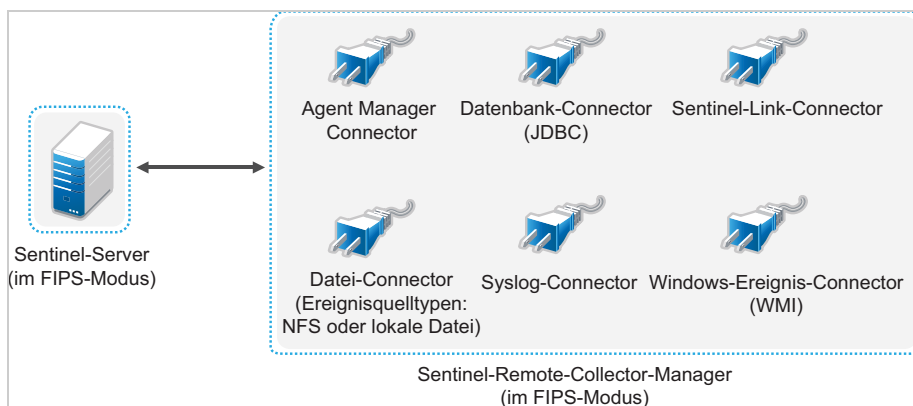 Agent Manager
Connector
Datenbank-Connector
(JDBC)
Sentinel-Link-Connector
Sentinel-Server
(im FIPS-Modus)
Datei-Connector
(Ereignisquelltypen:
NFS oder lokale Datei)
Syslog-Connector
Windows-Ereignis-Connector
(WMI)
Sentinel-Remote-Collector-Manager
(im FIPS-Modus)